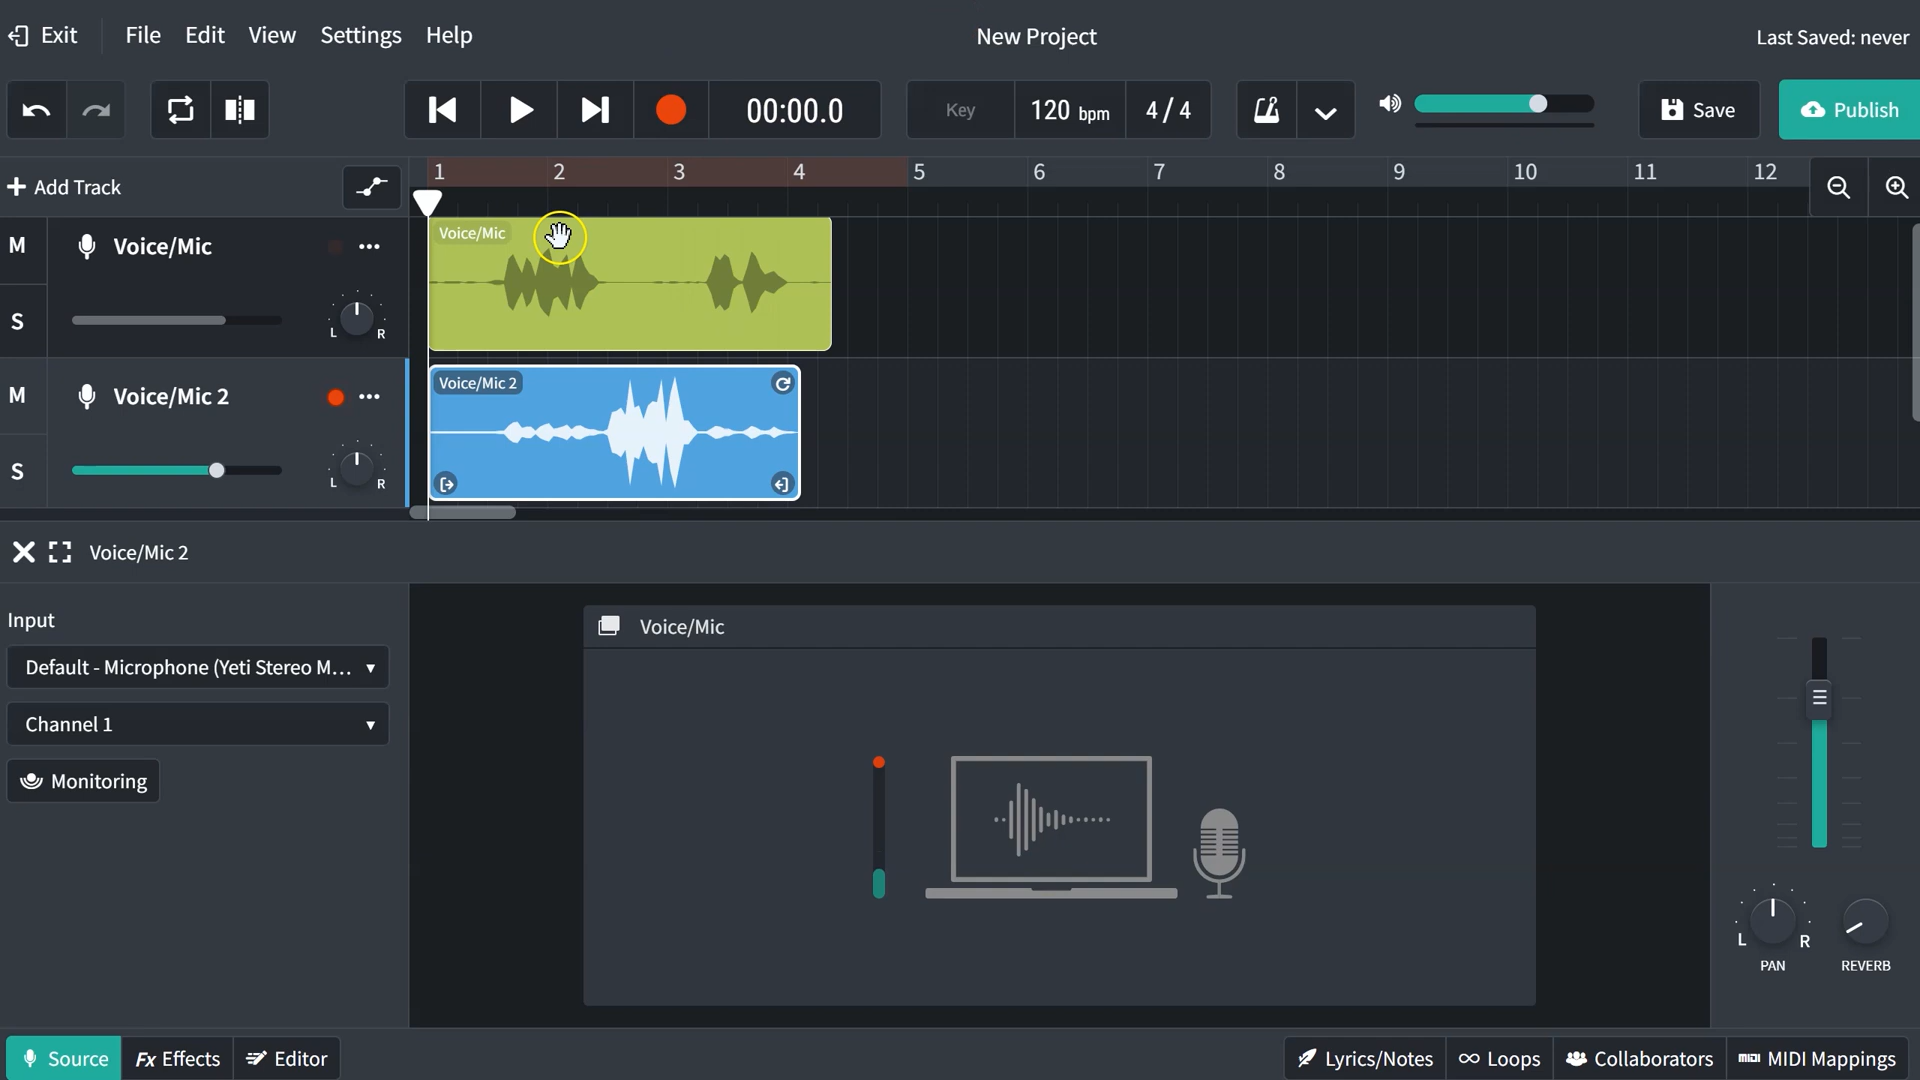 Exit File Edit View Settings Help New Project Last Saved: never
00:00.0 Key 120 bpm 4 / 4 Save Publish
+ Add Track 1 2 3 4 5 6 7 8 9 10 11 12
M Voice/Mic ••• Voice/Mic
S L R
M Voice/Mic 2 ••• Voice/Mic 2
S L R
Voice/Mic 2
Input
Voice/Mic
Default - Microphone (Yeti Stereo M...
Channel 1
Monitoring
L R
PAN REVERB
Source Fx Effects Editor Lyrics/Notes Loops Collaborators MIDI MIDI Mappings